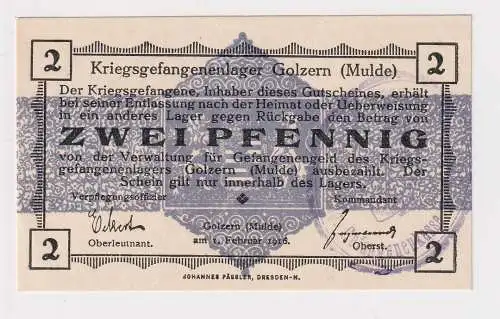 2 Kriegsgefangenenlager Golzern (Mulde) 2
Der Kriegsgefangene, Inhaber dieses Gutscheines, erhält
bei seiner Entlassung nach der Heimat oder Ueberweisung
in ein anderes Lager gegen Rückgabe den Betrag von
ZWEI PFENNIG
von der Verwaltung für Gefangenengeld des Kriegs-
gefangenenlagers Golzern (Mulde) ausbezahlt. Der
Schein gilt nur innerhalb des Lagers.
Verpflegungsoffizier Kommandant
Golzern (Mulde)
Oberleutnant. am 1. Februar 1916. Oberst.
2 2
JOHANNES PÄSSLER, DRESDEN-N.